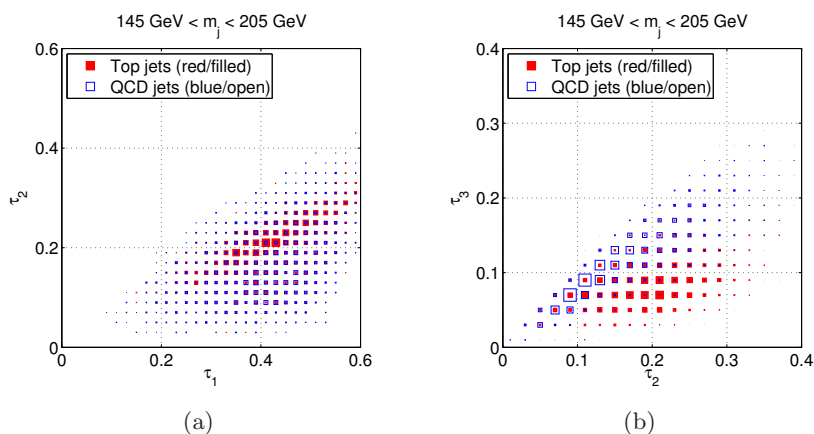 145 GeV < m_j < 205 GeV
Top jets (red/filled)
QCD jets (blue/open)
τ_2
0.6
0.4
0.2
0
0
0.2
0.4
0.6
τ_1
(a)
145 GeV < m_j < 205 GeV
Top jets (red/filled)
QCD jets (blue/open)
τ_3
0.4
0.3
0.2
0.1
0
0
0.1
0.2
0.3
0.4
τ_2
(b)